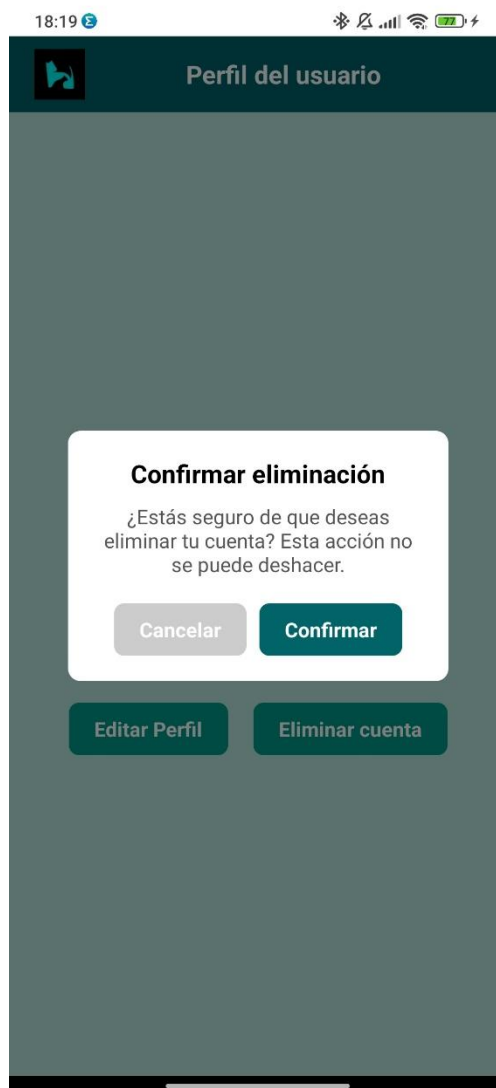 18:19
77
Perfil del usuario
Confirmar eliminación
¿Estás seguro de que deseas
eliminar tu cuenta? Esta acción no
se puede deshacer.
Cancelar
Confirmar
Editar Perfil
Eliminar cuenta